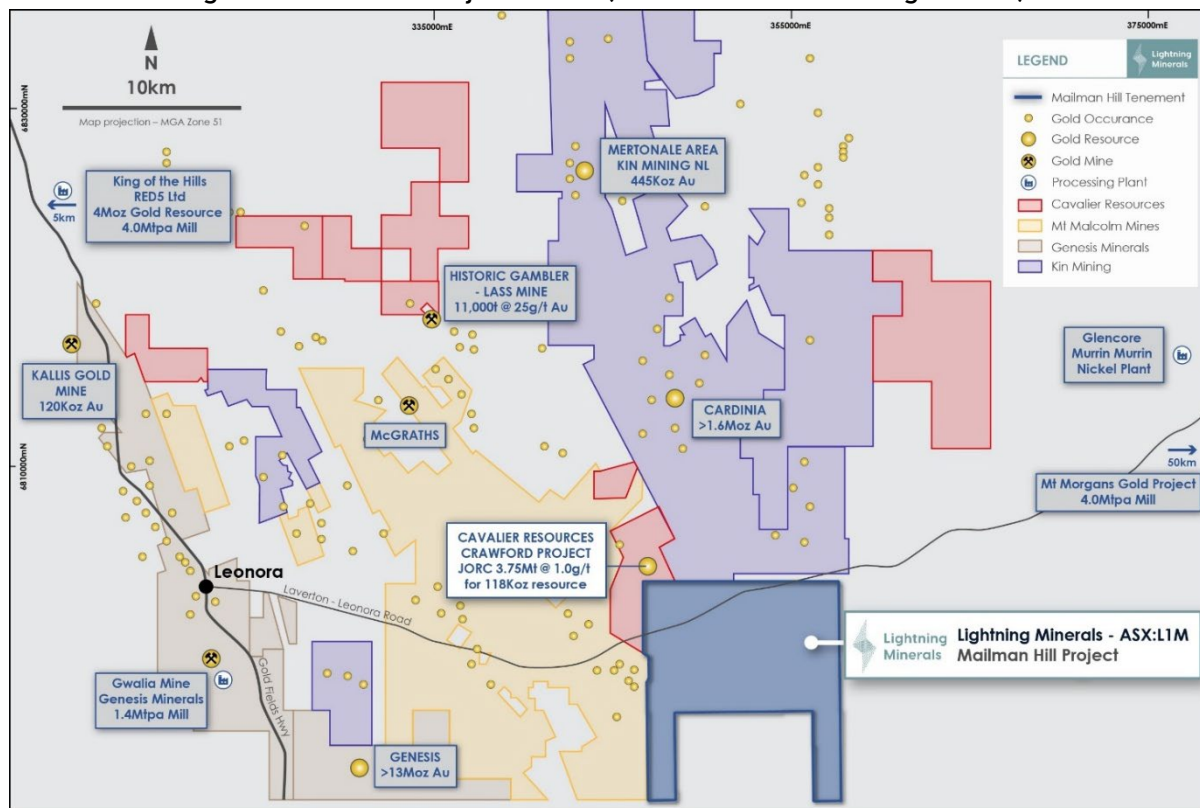 335000mE
355000mE
375000mE
N
10km
Map projection – MGA Zone 51
6830000mN
6810000mN
LEGEND
Lightning
Minerals
Mailman Hill Tenement
Gold Occurance
Gold Resource
Gold Mine
Processing Plant
Cavalier Resources
Mt Malcolm Mines
Genesis Minerals
Kin Mining
MERTONALE AREA
KIN MINING NL
445Koz Au
King of the Hills
RED5 Ltd
4Moz Gold Resource
4.0Mtpa Mill
5km
HISTORIC GAMBLER
- LASS MINE
11,000t @ 25g/t Au
KALLIS GOLD
MINE
120Koz Au
Glencore
Murrin Murrin
Nickel Plant
McGRATHS
CARDINIA
>1.6Moz Au
50km
Mt Morgans Gold Project
4.0Mtpa Mill
CAVALIER RESOURCES
CRAWFORD PROJECT
JORC 3.75Mt @ 1.0g/t
for 118Koz resource
Leonora
Laverton - Leonora Road
Lightning
Minerals
Lightning Minerals - ASX:L1M
Mailman Hill Project
Gwalia Mine
Genesis Minerals
1.4Mtpa Mill
Gold Fields Hwy
GENESIS
>13Moz Au